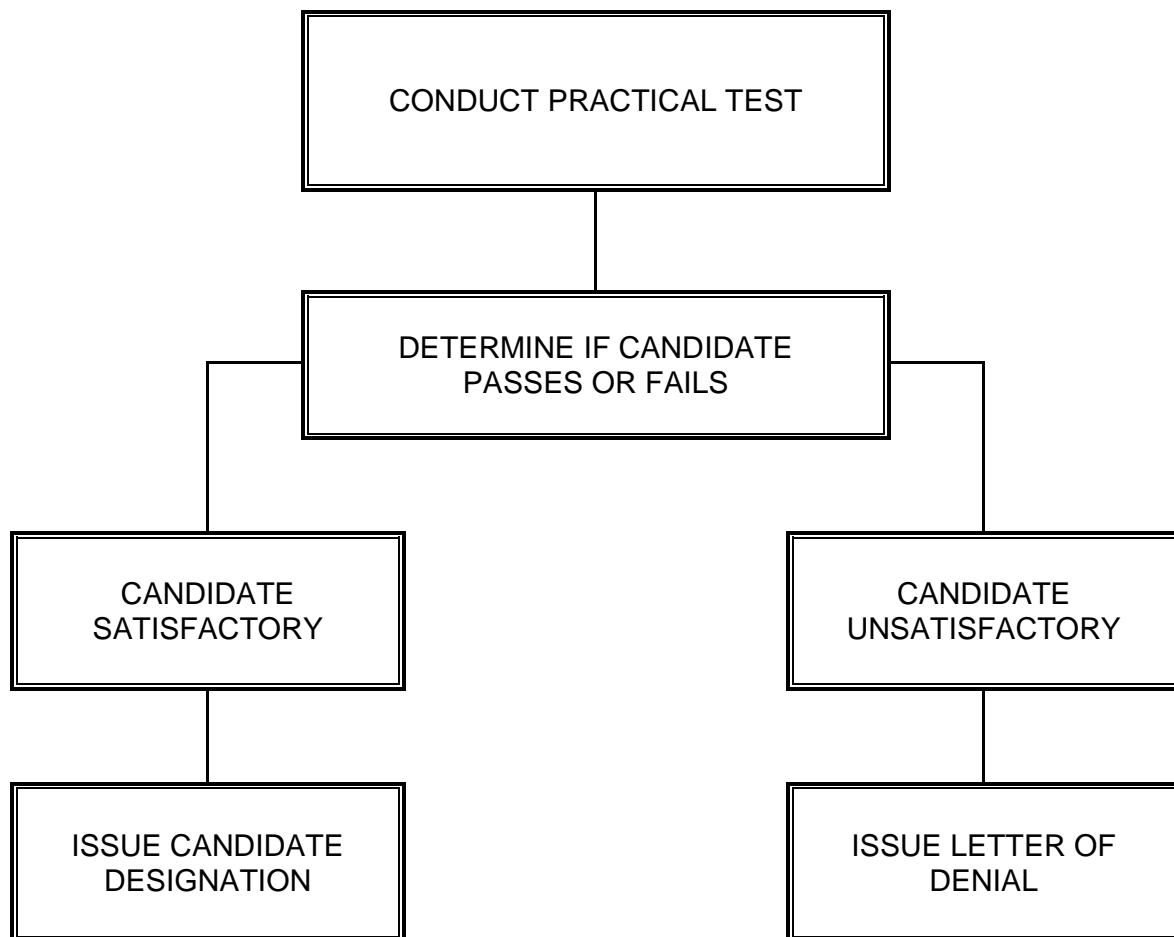 CONDUCT PRACTICAL TEST
DETERMINE IF CANDIDATE
PASSES OR FAILS
CANDIDATE
SATISFACTORY
CANDIDATE
UNSATISFACTORY
ISSUE CANDIDATE
DESIGNATION
ISSUE LETTER OF
DENIAL